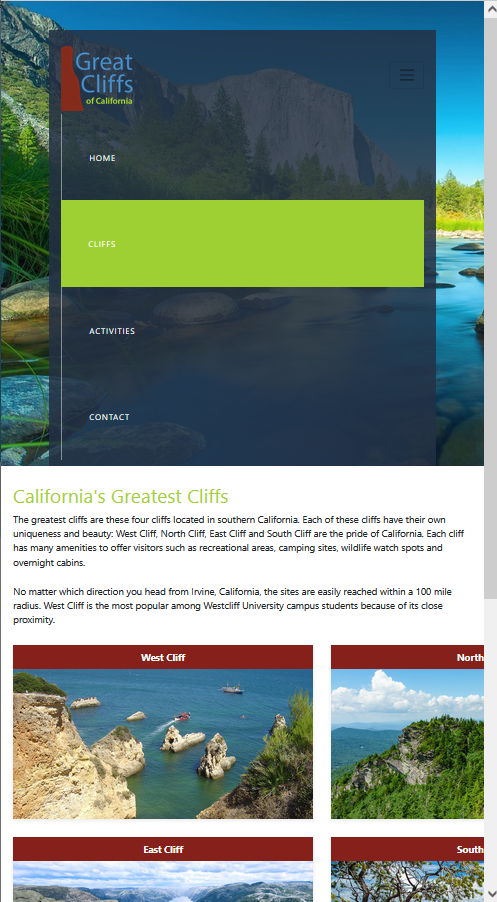 Great
Cliffs
of California
HOME
CLIFFS
ACTIVITIES
CONTACT
California's Greatest Cliffs
The greatest cliffs are these four cliffs located in southern California. Each of these cliffs have their own
uniqueness and beauty: West Cliff, North Cliff, East Cliff and South Cliff are the pride of California. Each cliff
has many amenities to offer visitors such as recreational areas, camping sites, wildlife watch spots and
overnight cabins.
No matter which direction you head from Irvine, California, the sites are easily reached within a 100 mile
radius. West Cliff is the most popular among Westcliff University campus students because of its close
proximity.
West Cliff
North
East Cliff
South